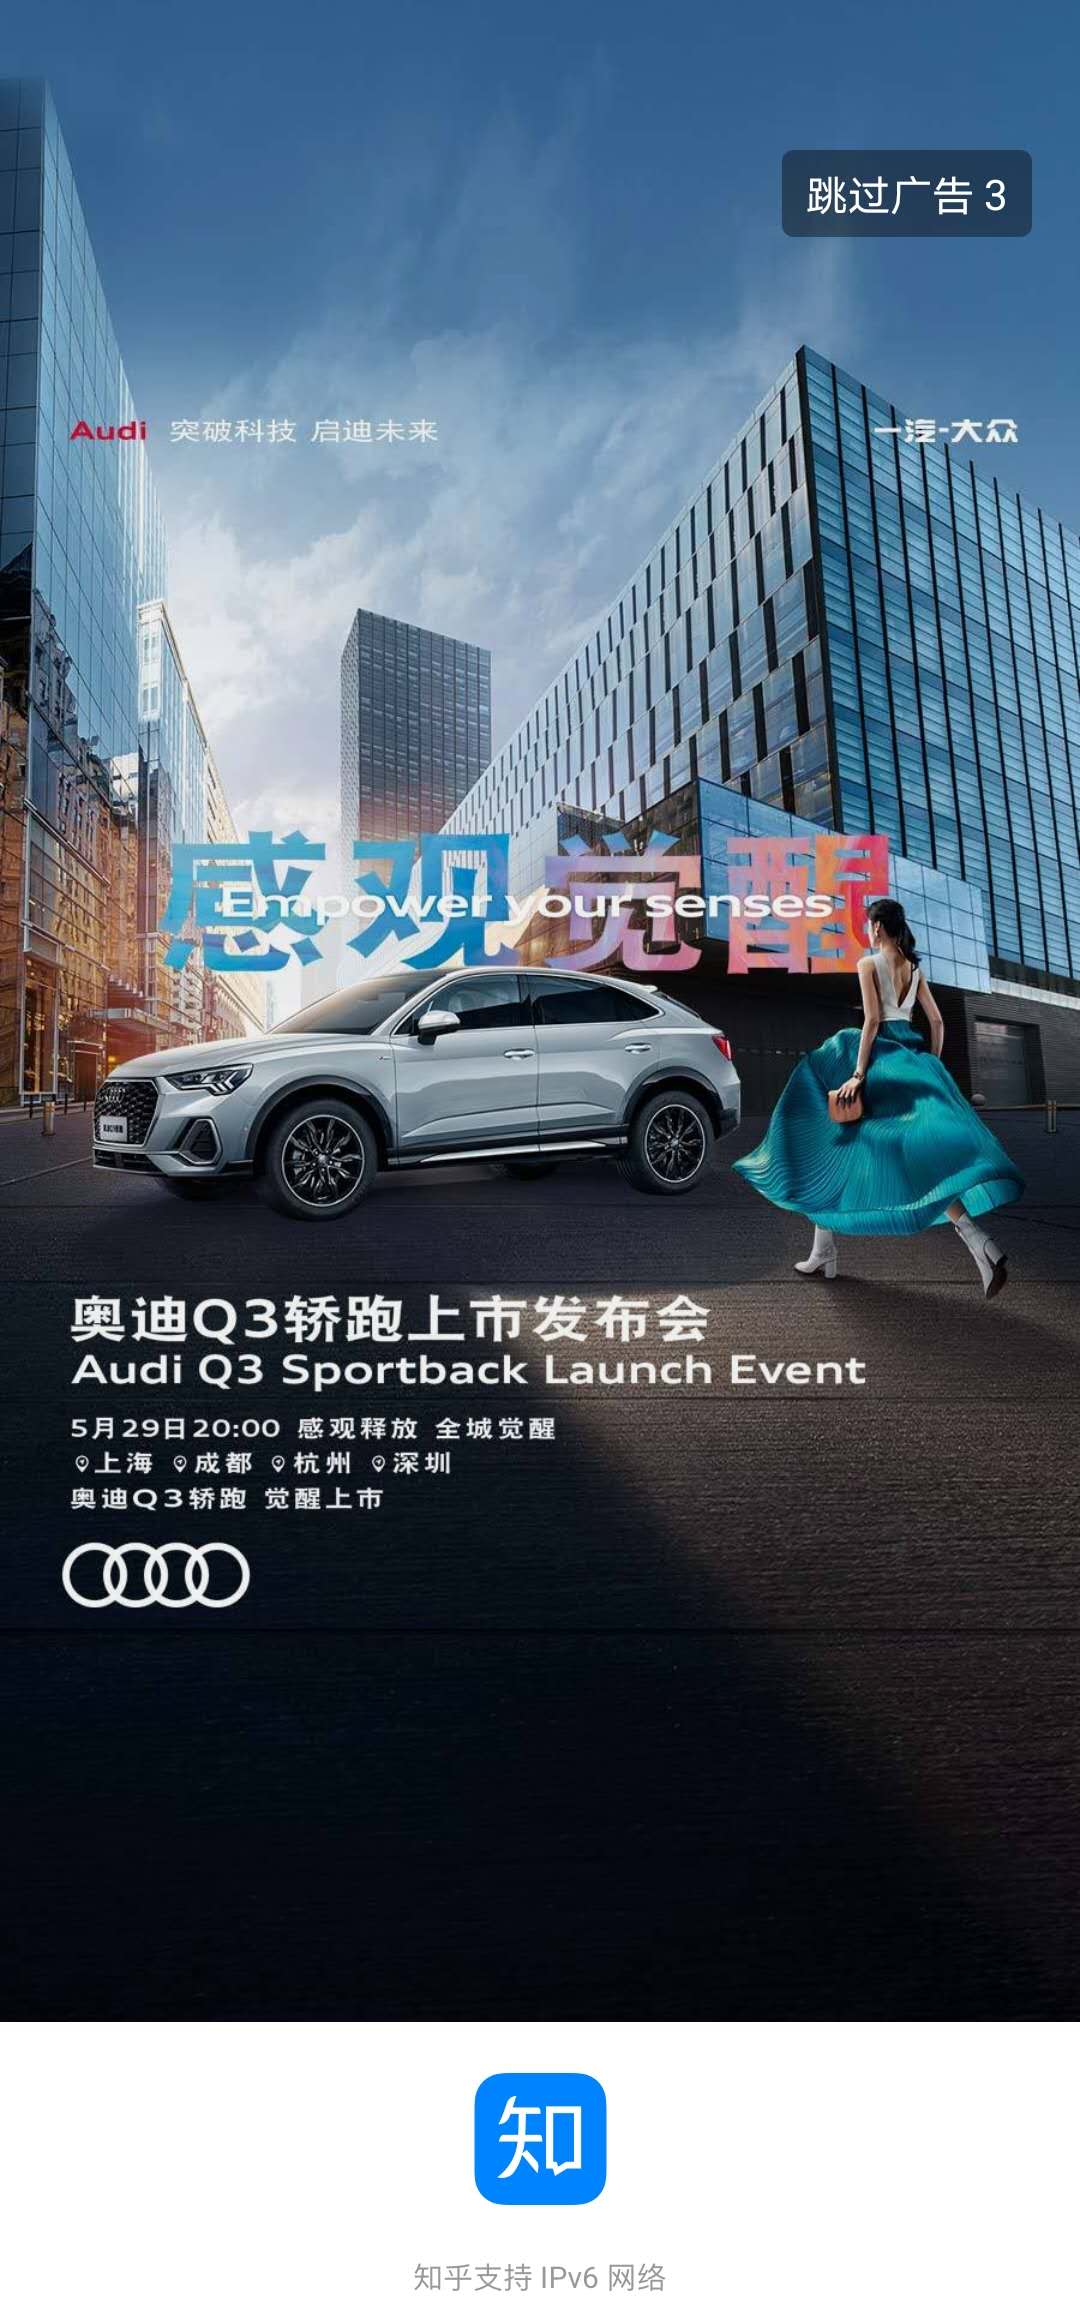 跳过广告 3
Audi 突破科技 启迪未来
一汽-大众
感观觉醒
Empower your senses
奥迪Q3轿跑上市发布会
Audi Q3 Sportback Launch Event
5月29日20:00 感观释放 全城觉醒
上海 成都 杭州 深圳
奥迪Q3轿跑 觉醒上市
知
知乎支持 IPv6 网络